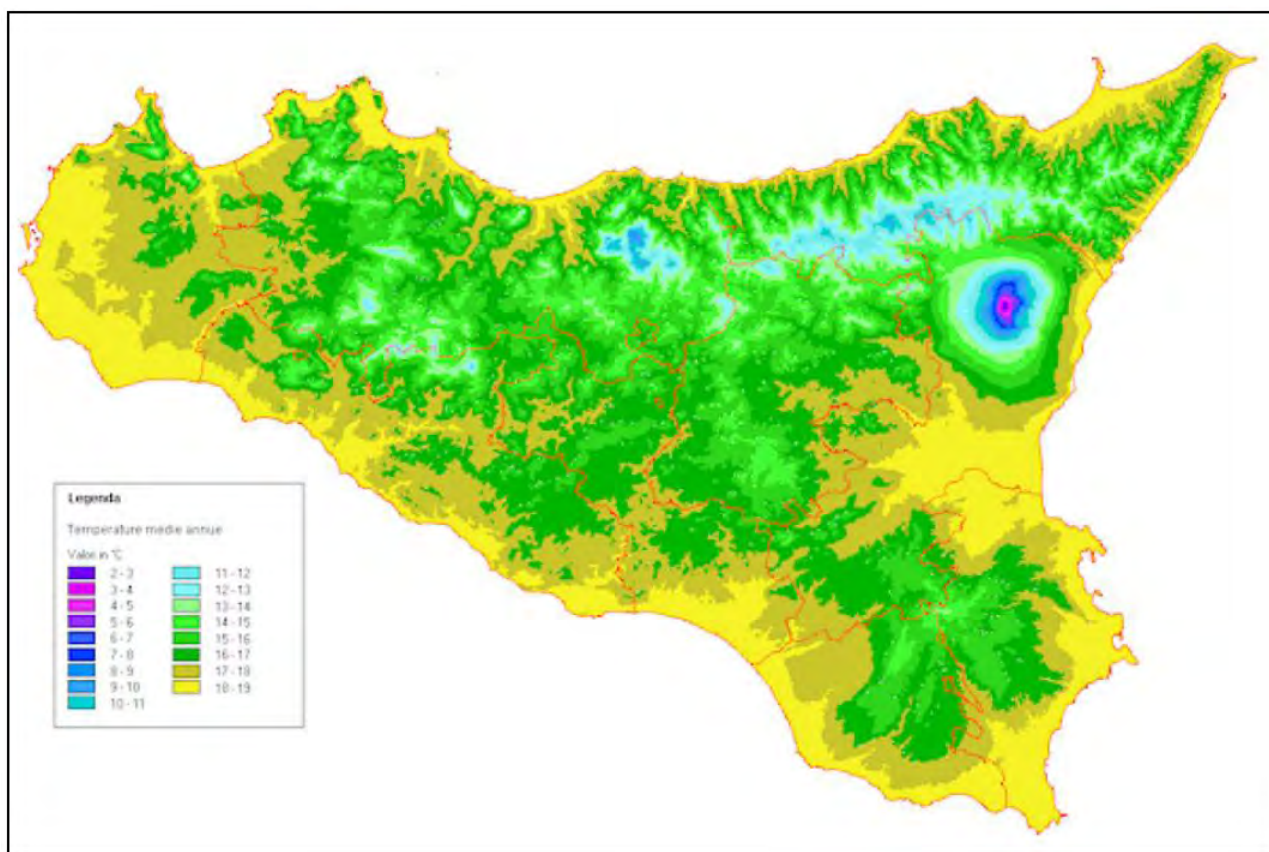 Legenda
Temperature medie annue
Valori in °C
2 - 3
3 - 4
4 - 5
5 - 6
6 - 7
7 - 8
8 - 9
9 - 10
10 - 11
11 - 12
12 - 13
13 - 14
14 - 15
15 - 16
16 - 17
17 - 18
18 - 19